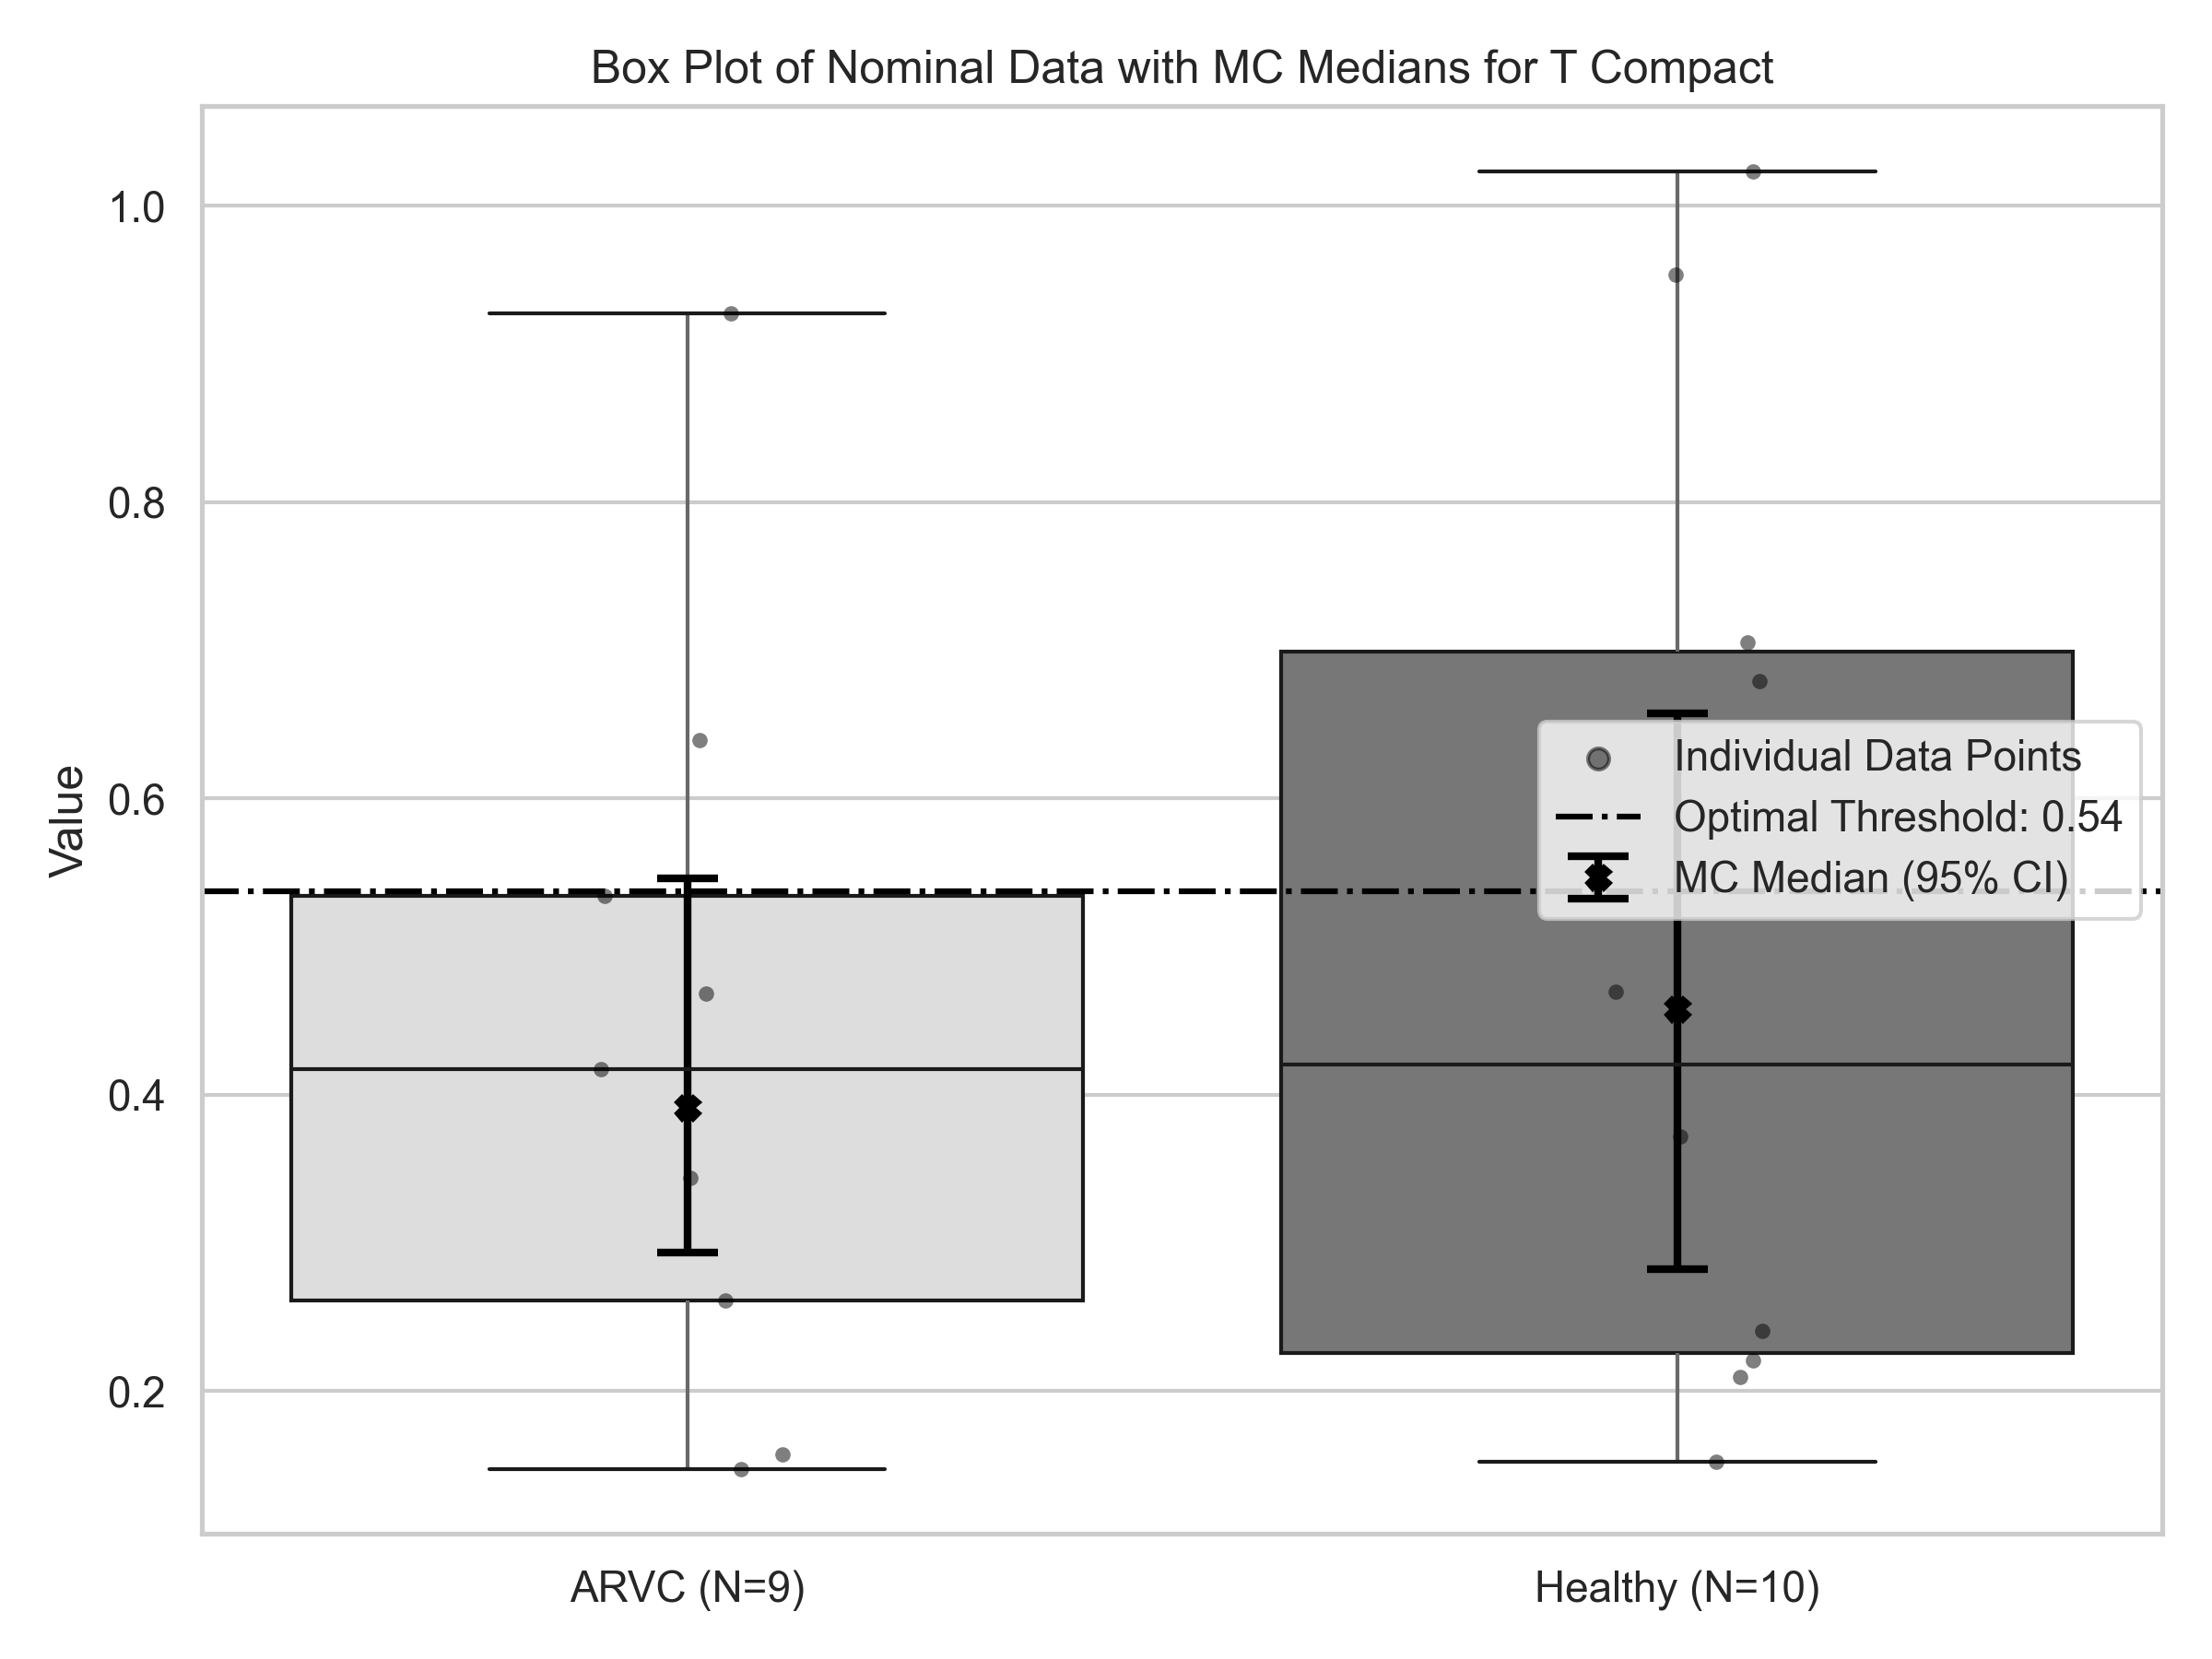 Box Plot of Nominal Data with MC Medians for T Compact
1.0
0.8
0.6
0.4
0.2
Value
Individual Data Points
Optimal Threshold: 0.54
MC Median (95% CI)
ARVC (N=9)
Healthy (N=10)